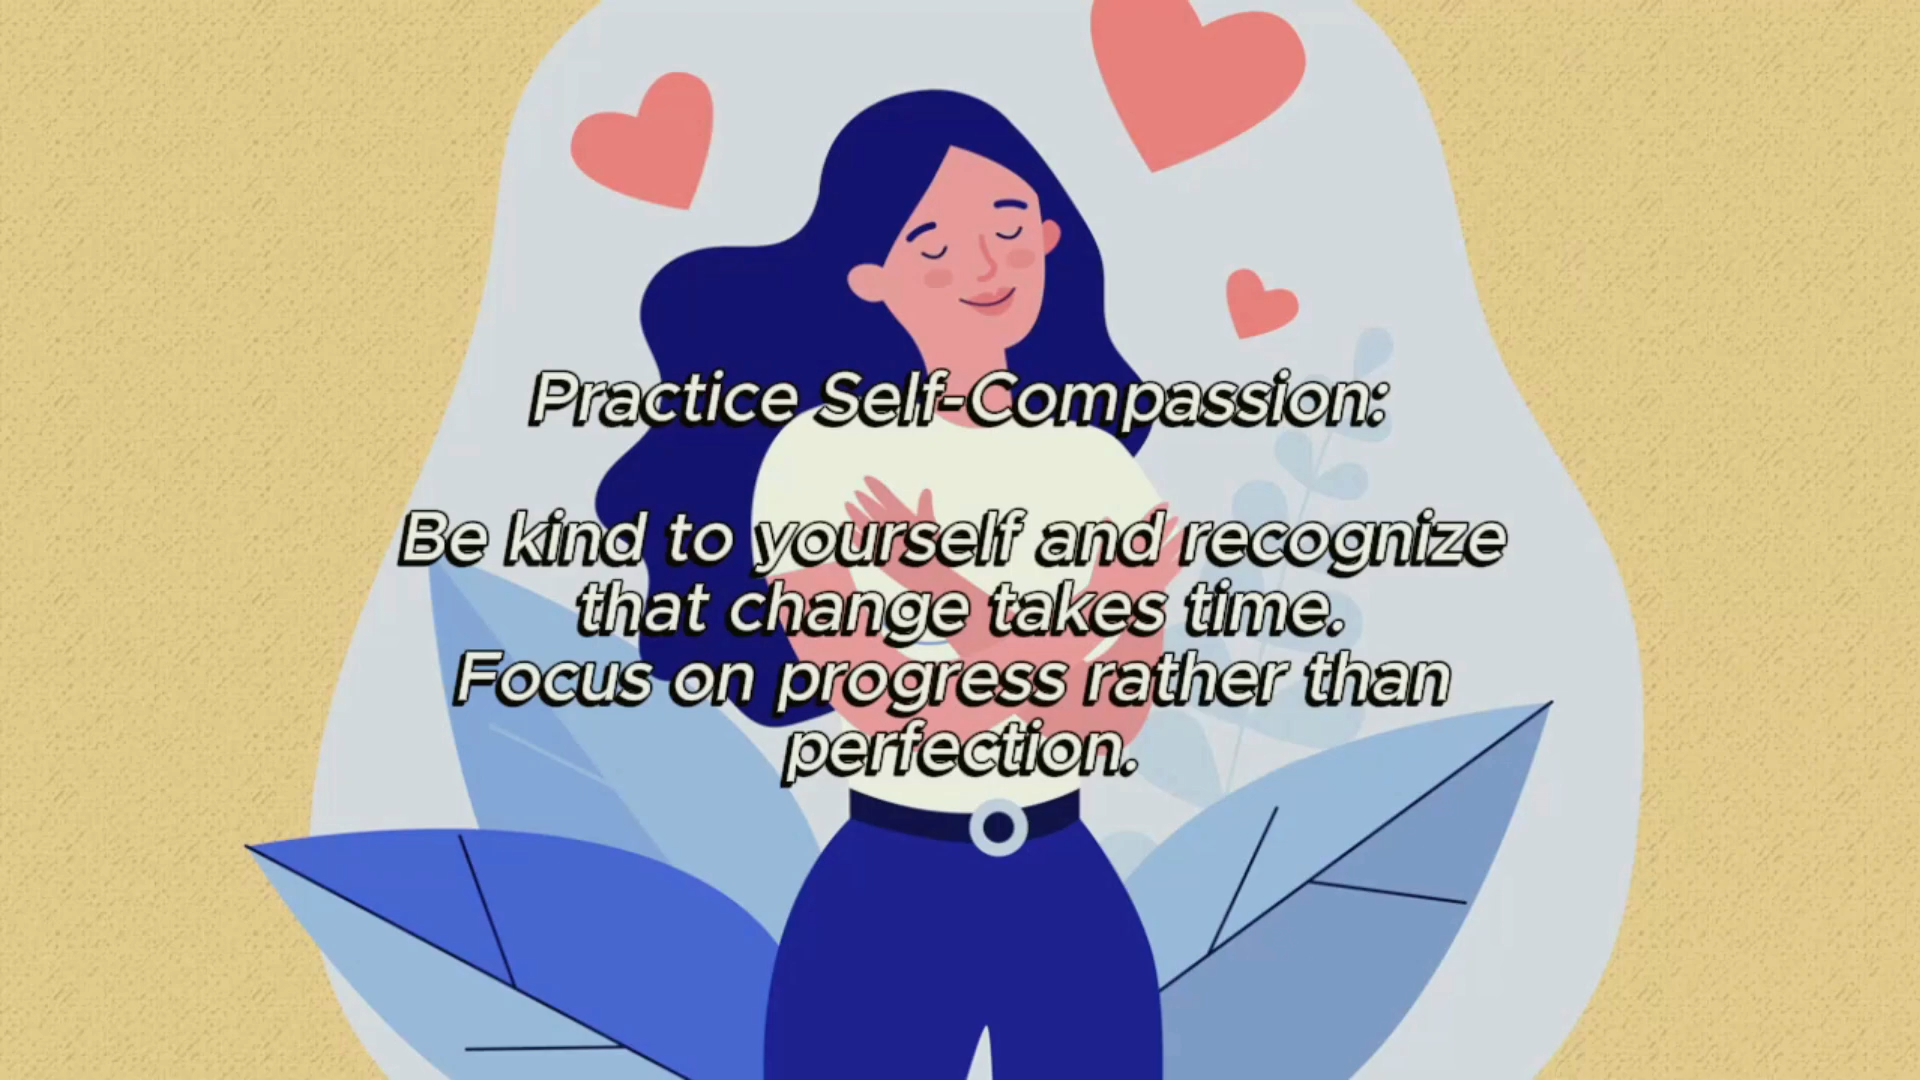 Practice Self-Compassion:
Be kind to yourself and recognize
that change takes time.
Focus on progress rather than
perfection.